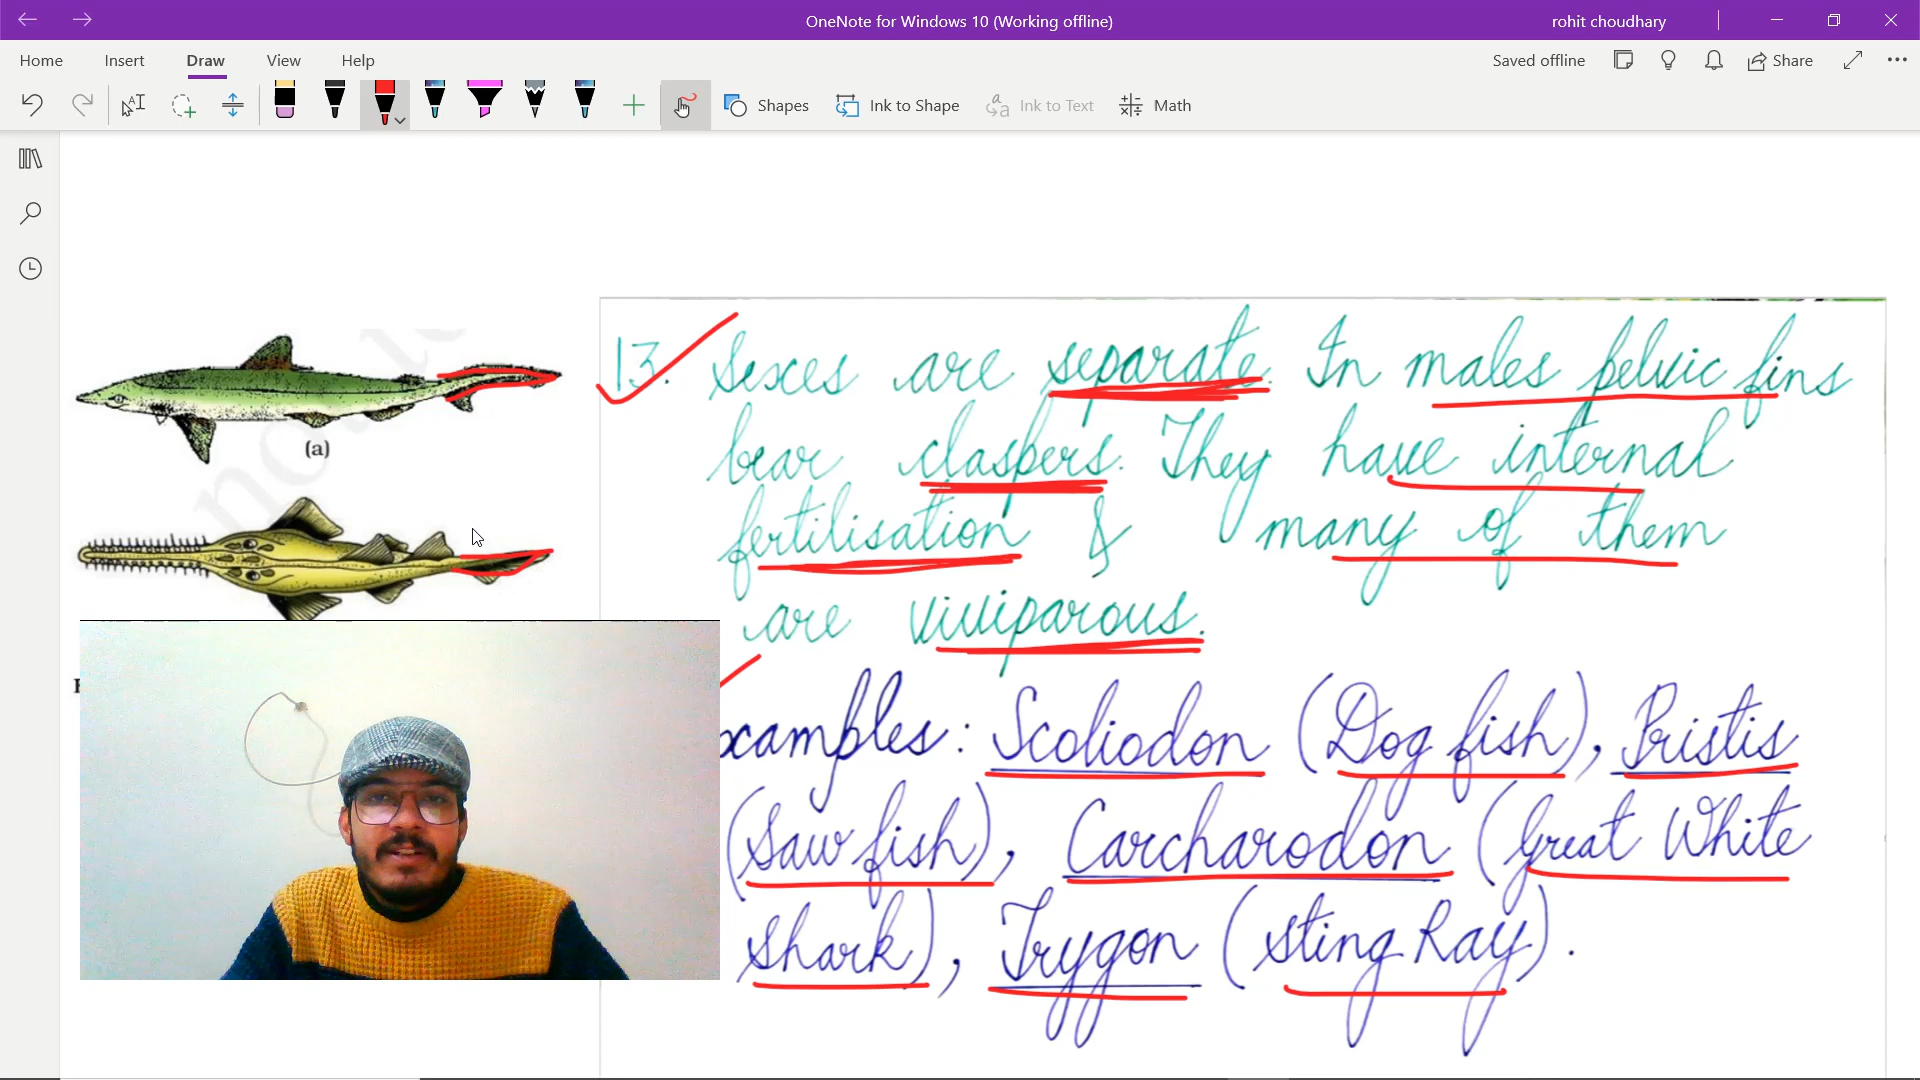 OneNote for Windows 10 (Working offline)
rohit choudhary
Home Insert Draw View Help
Saved offline
Share
Shapes
Ink to Shape
Ink to Text
Math
(a)
13. Sexes are separate. In males pelvic fins
bear claspers. They have internal
fertilisation & many of them
are viviparous.
xamples: Scoliodon (Dog fish), Pristis
(Saw fish), Carcharodon (Great White
Shark), Trygon (Sting Ray).